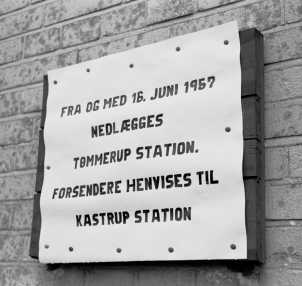 FRA OG MED 16. JUNI 1957
NEDLÆGGES
TØMMERUP STATION.
FORSENDERE HENVISES TIL
KASTRUP STATION